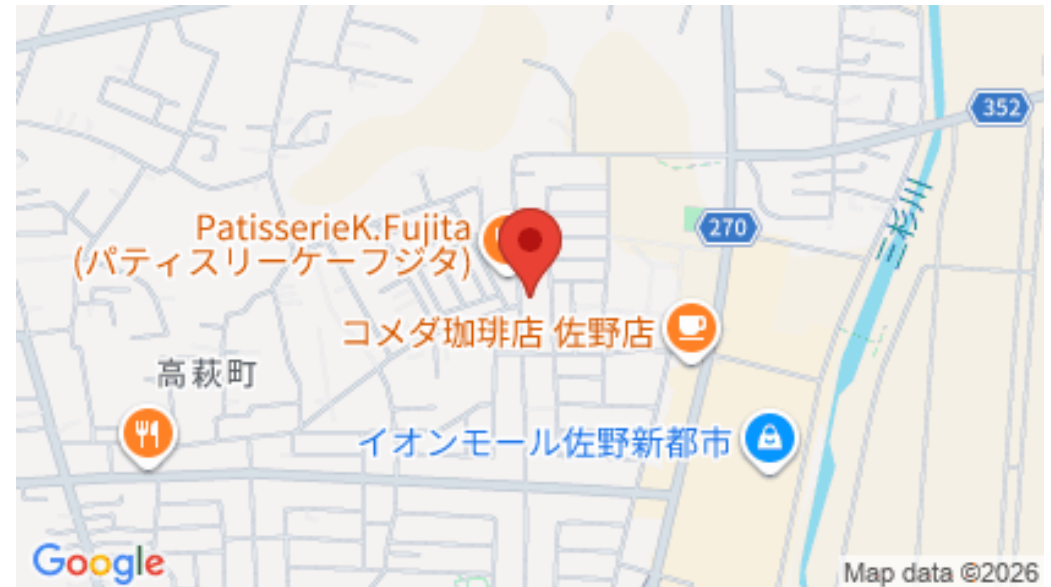 352
PatisserieK.Fujita
(パティスリーケーフジタ)
270
三杉川
コメダ珈琲店 佐野店
高萩町
イオンモール佐野新都市
Google
Map data ©2026